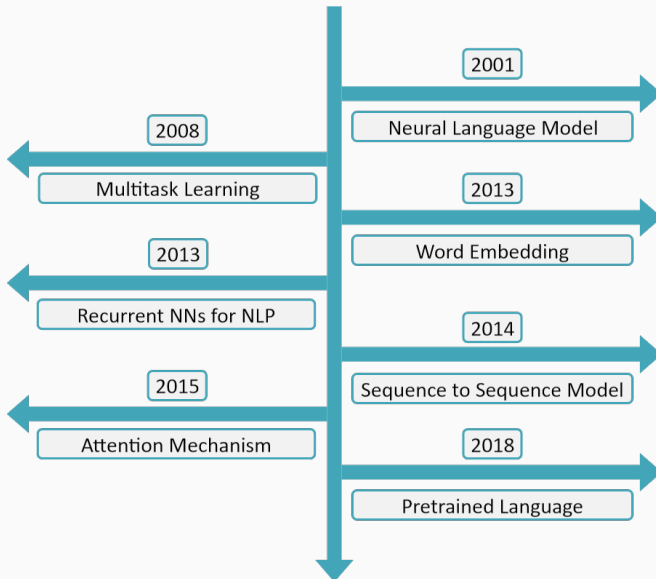 2001
Neural Language Model
2008
Multitask Learning
2013
Word Embedding
2013
Recurrent NNs for NLP
2014
Sequence to Sequence Model
2015
Attention Mechanism
2018
Pretrained Language